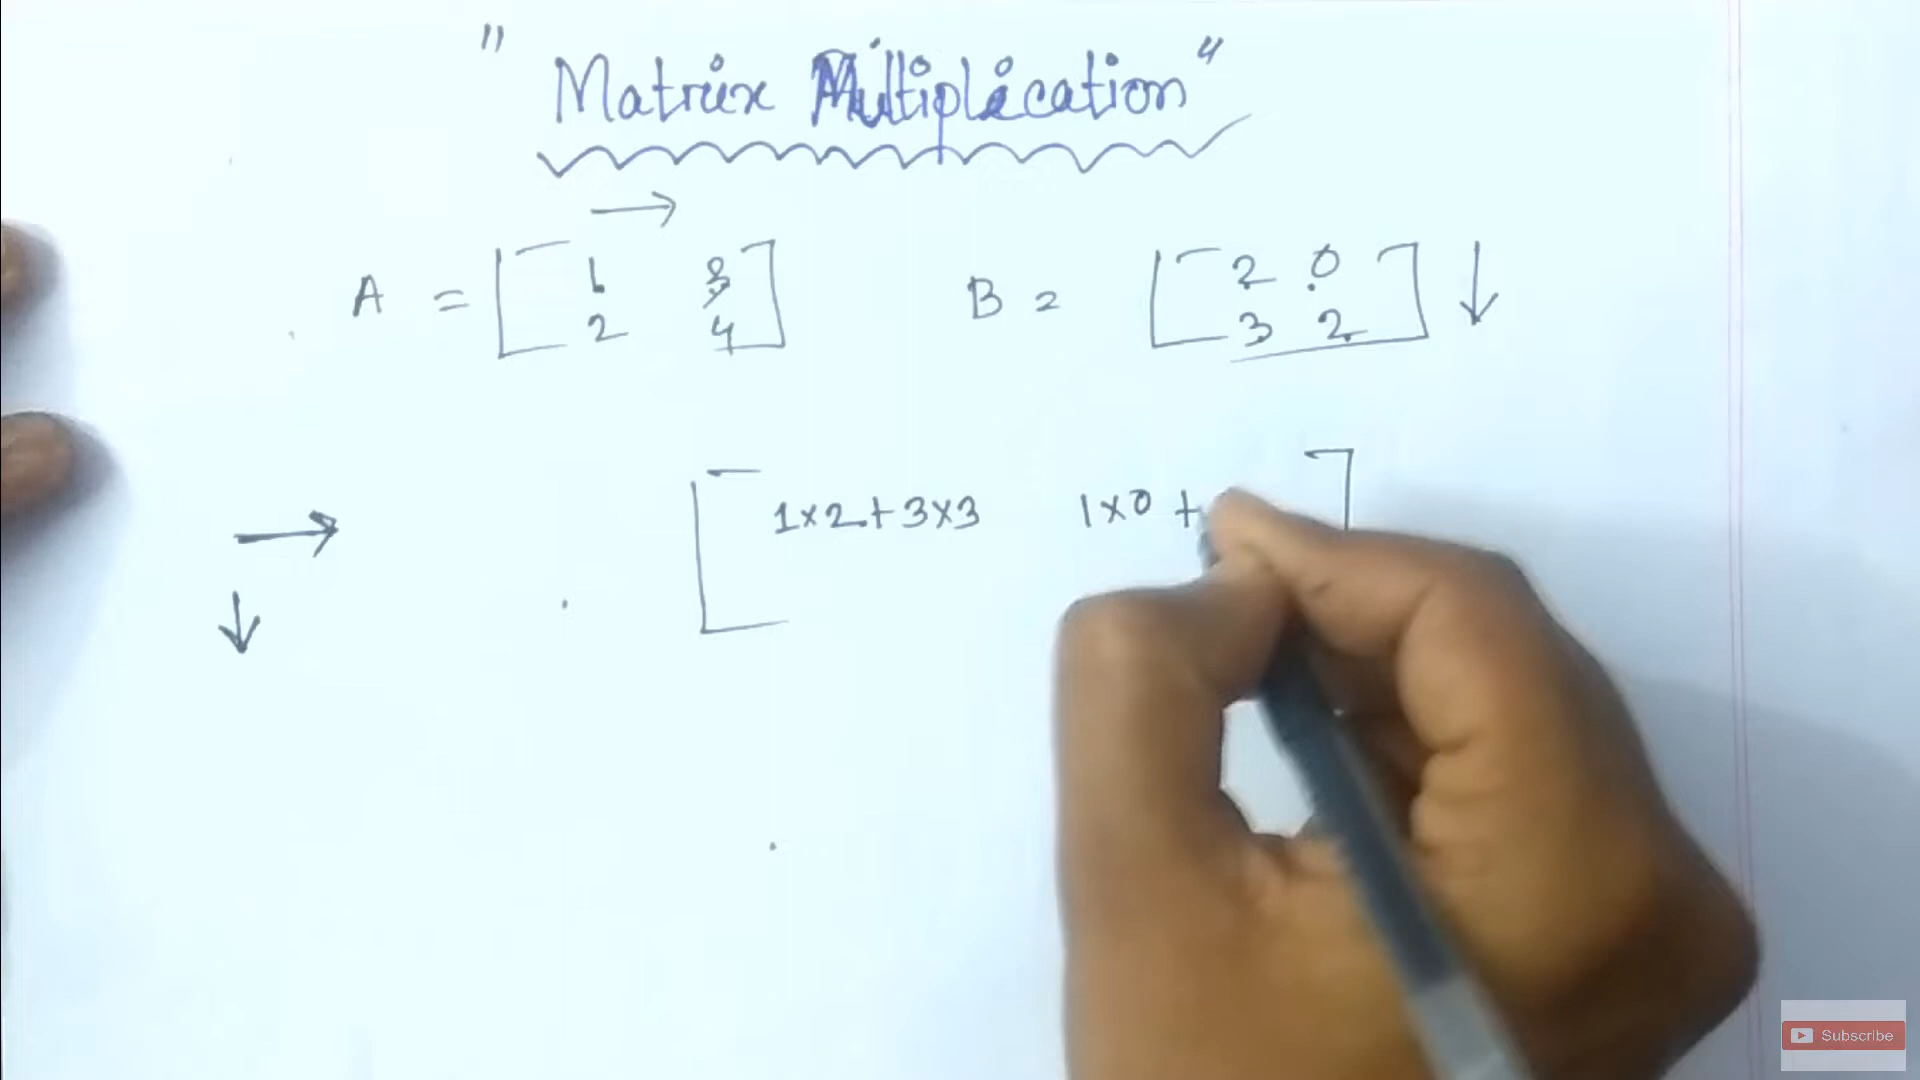 "Matrix Multiplication"
A = [ 1 3
2 4 ]
B = [ 2 0
3 2 ]
1×2+3×3 1×0 +
Subscribe